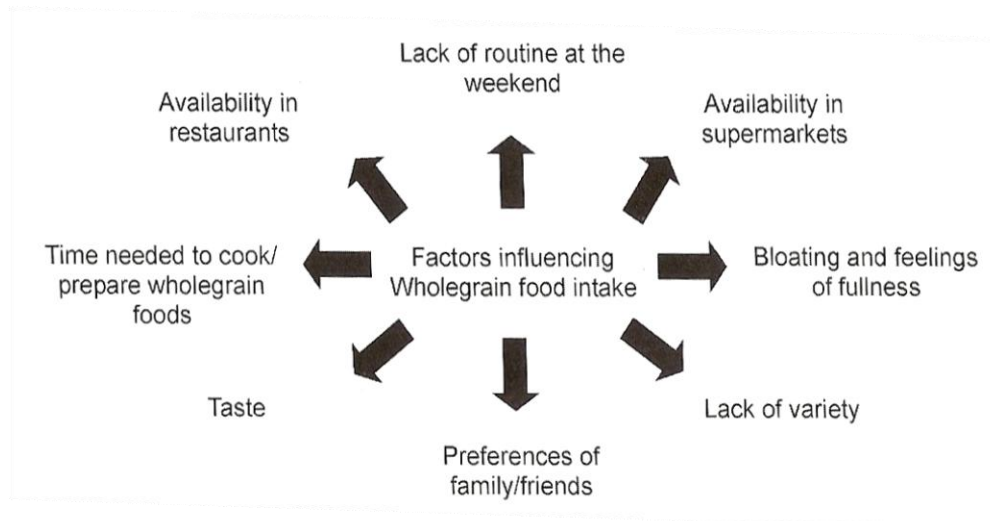 Lack of routine at the
weekend
Availability in
restaurants
Availability in
supermarkets
Time needed to cook/
prepare wholegrain
foods
Factors influencing
Wholegrain food intake
Bloating and feelings
of fullness
Taste
Lack of variety
Preferences of
family/friends